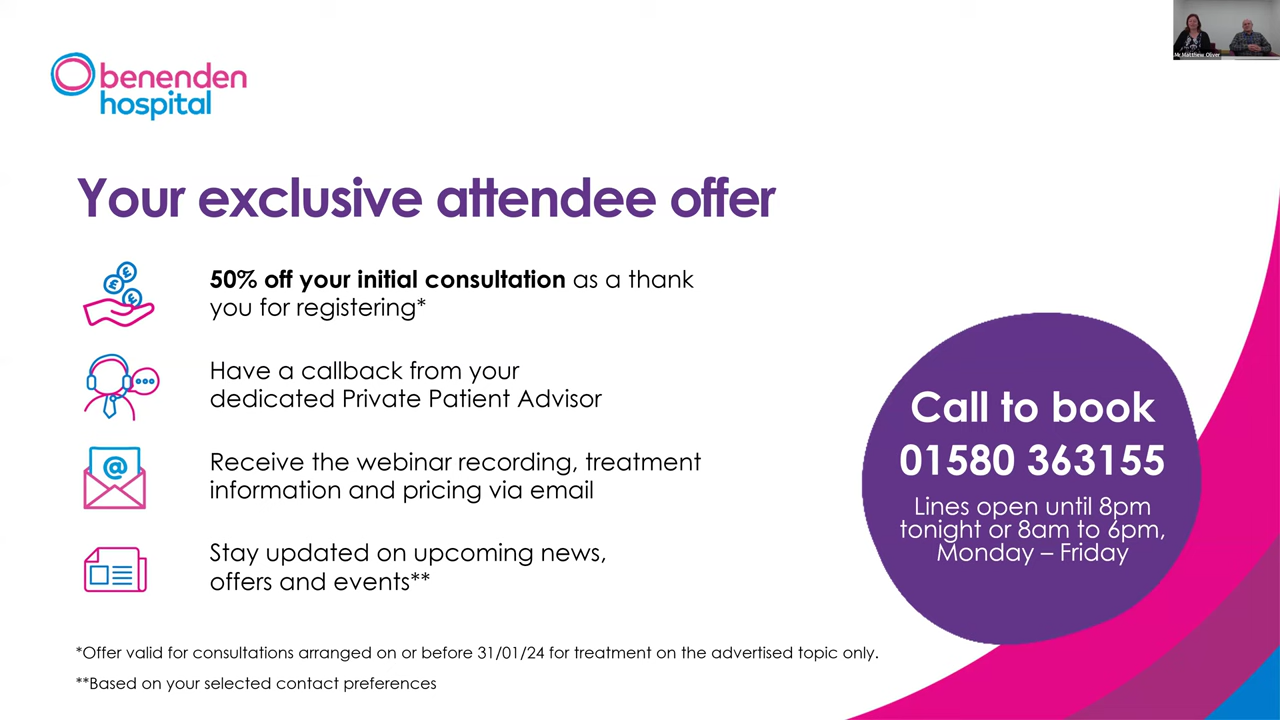 benenden
hospital
Mr Matthew Oliver
Your exclusive attendee offer
50% off your initial consultation as a thank
you for registering*
Have a callback from your
dedicated Private Patient Advisor
@
Receive the webinar recording, treatment
information and pricing via email
Stay updated on upcoming news,
offers and events**
Call to book
01580 363155
Lines open until 8pm
tonight or 8am to 6pm,
Monday – Friday
*Offer valid for consultations arranged on or before 31/01/24 for treatment on the advertised topic only.
**Based on your selected contact preferences